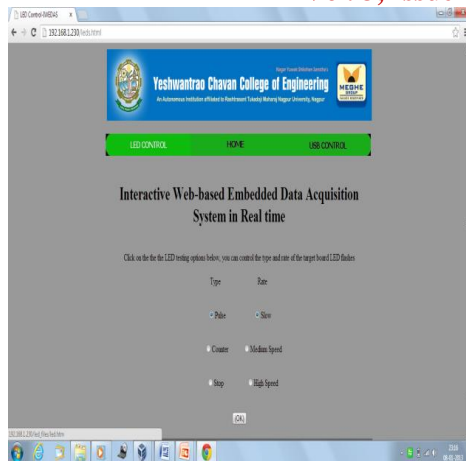 LED Control-IWEDAS
192.168.1.230/leds.html
Yeshwantrao Chavan College of Engineering
An Autonomous Institution affiliated to Rashtrasant Tukadoji Maharaj Nagpur University, Nagpur
MEGHE
GROUP
LED CONTROL HOME USB CONTROL
Interactive Web-based Embedded Data Acquisition
System in Real time
Click on the the the LED testing options below, you can control the type and rate of the target board LED flashes
Type Rate
Pulse Slow
Counter Medium Speed
Stop High Speed
(OK)